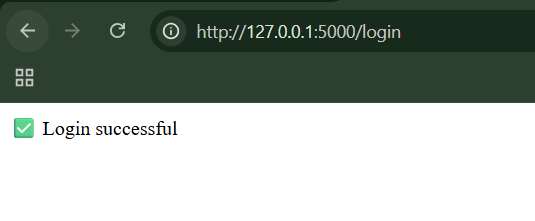 http://127.0.0.1:5000/login
✅ Login successful